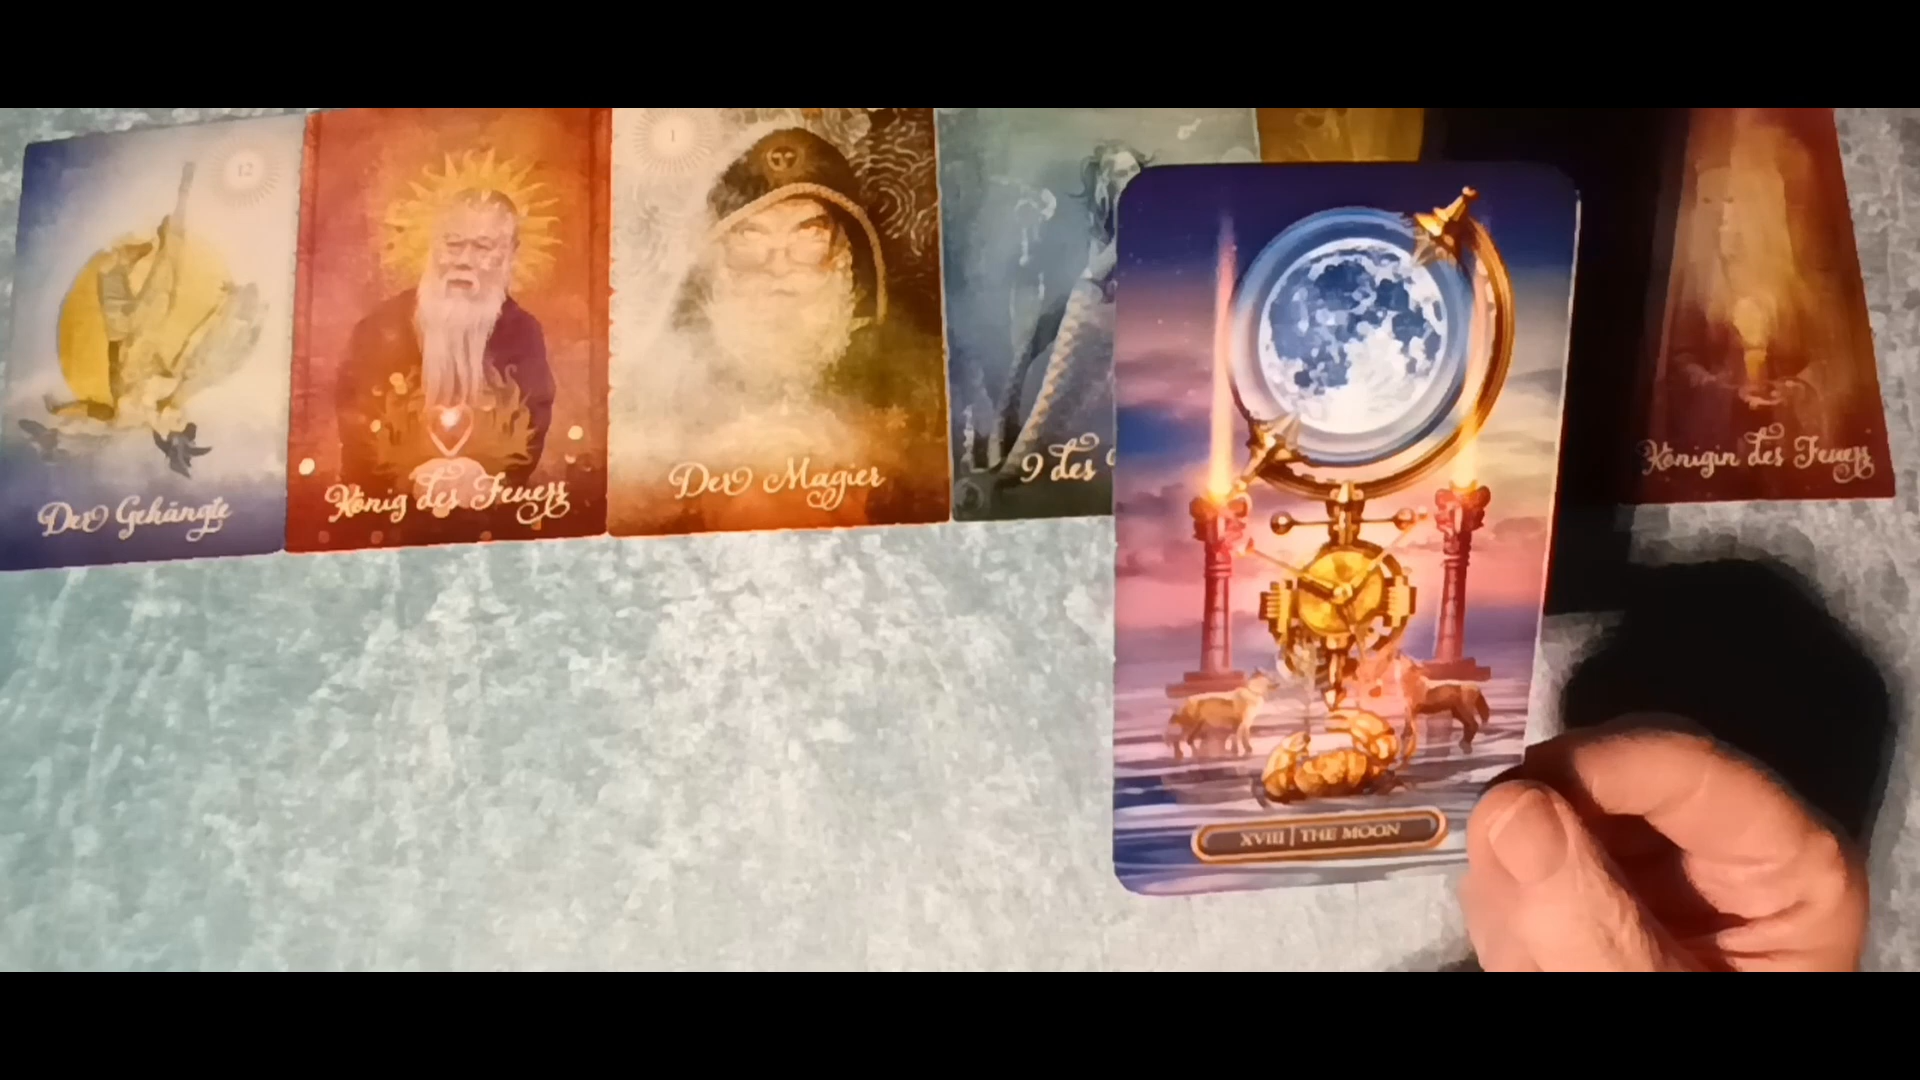 12
Der Gehängte
König des Feuers
1
Der Magier
9 des
Königin des Feuers
XVIII | THE MOON